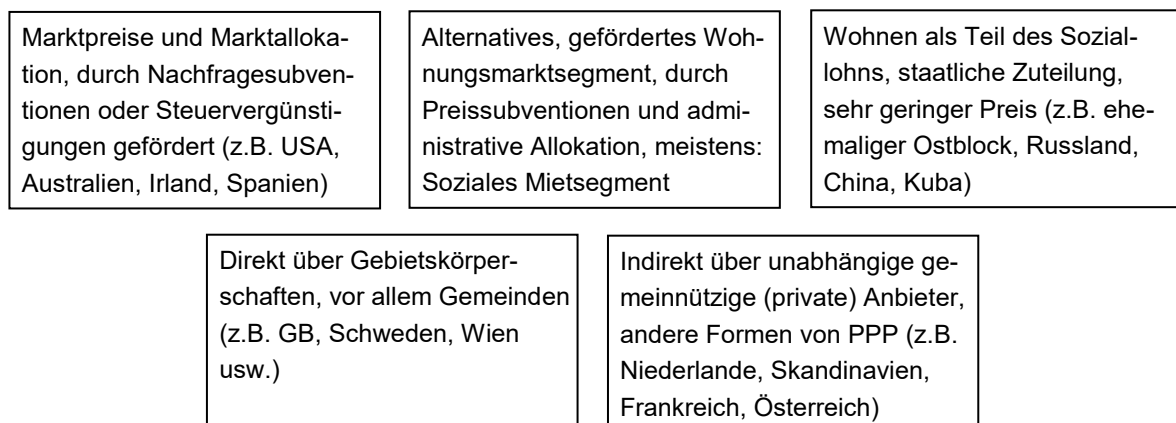 Marktpreise und Marktalloka-
tion, durch Nachfragesubven-
tionen oder Steuervergünsti-
gungen gefördert (z.B. USA,
Australien, Irland, Spanien)
Alternatives, gefördertes Woh-
nungsmarktsegment, durch
Preissubventionen und admi-
nistrative Allokation, meistens:
Soziales Mietsegment
Wohnen als Teil des Sozial-
lohns, staatliche Zuteilung,
sehr geringer Preis (z.B. ehe-
maliger Ostblock, Russland,
China, Kuba)
Direkt über Gebietskörper-
schaften, vor allem Gemeinden
(z.B. GB, Schweden, Wien
usw.)
Indirekt über unabhängige ge-
meinnützige (private) Anbieter,
andere Formen von PPP (z.B.
Niederlande, Skandinavien,
Frankreich, Österreich)